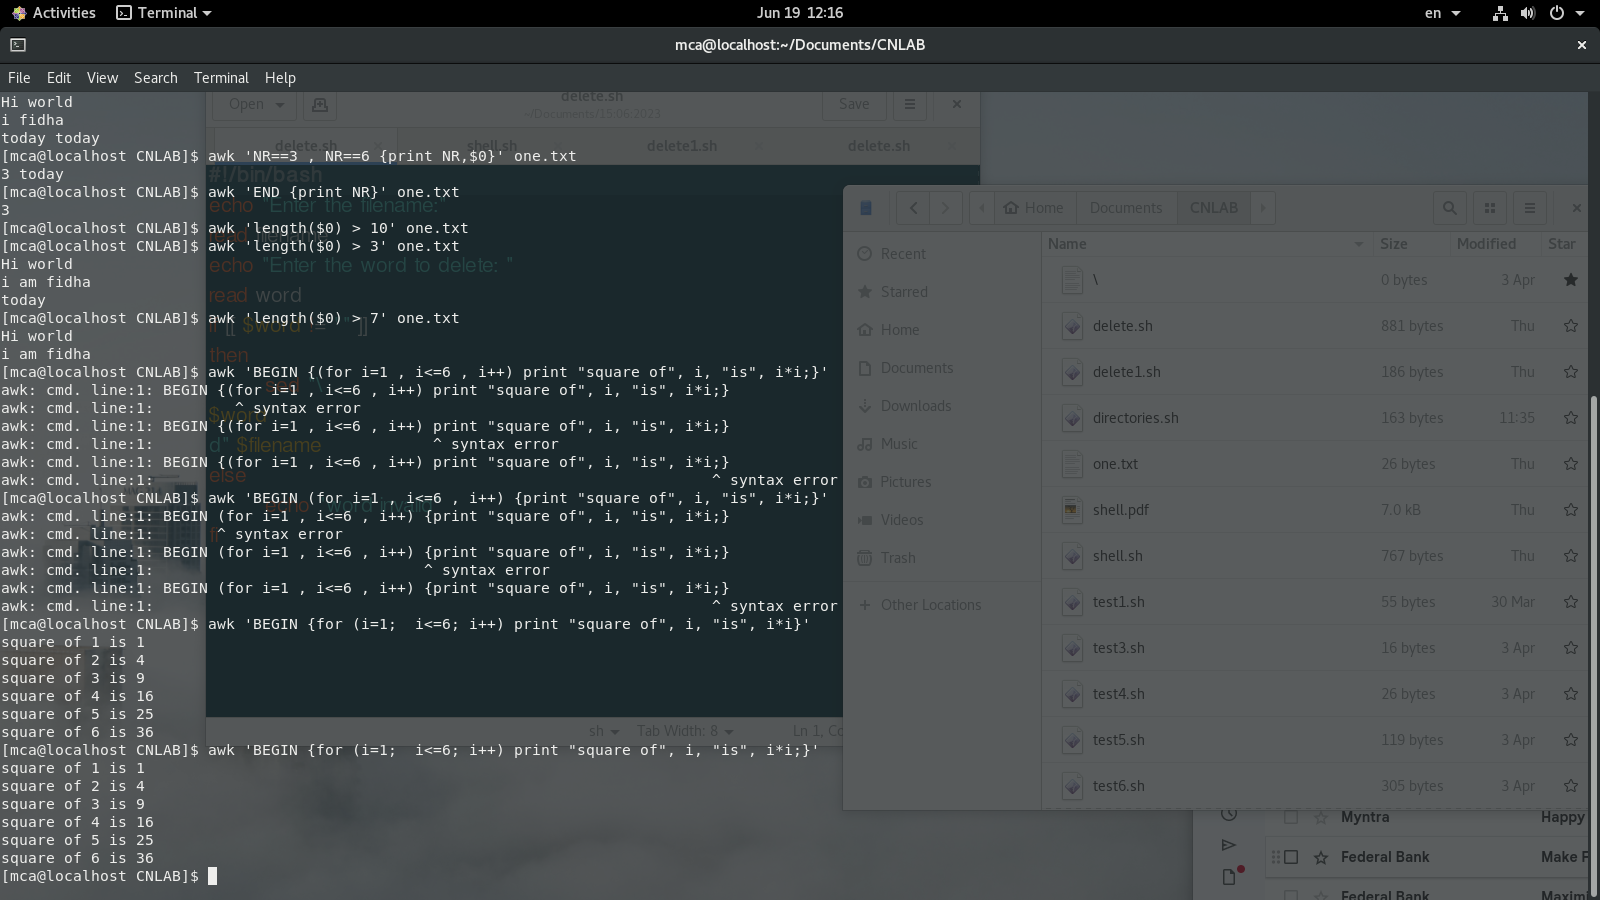 Activities Terminal Jun 19 12:16 en
mca@localhost:~/Documents/CNLAB
File Edit View Search Terminal Help
Hi world
i fidha
today today
[mca@localhost CNLAB]$ awk 'NR==3 , NR==6 {print NR,$0}' one.txt
3 today
[mca@localhost CNLAB]$ awk 'END {print NR}' one.txt
3
[mca@localhost CNLAB]$ awk 'length($0) > 10' one.txt
[mca@localhost CNLAB]$ awk 'length($0) > 3' one.txt
Hi world
i am fidha
today
[mca@localhost CNLAB]$ awk 'length($0) > 7' one.txt
Hi world
i am fidha
[mca@localhost CNLAB]$ awk 'BEGIN {(for i=1 , i<=6 , i++) print "square of", i, "is", i*i;}'
awk: cmd. line:1: BEGIN {(for i=1 , i<=6 , i++) print "square of", i, "is", i*i;}
awk: cmd. line:1:         ^ syntax error
awk: cmd. line:1: BEGIN {(for i=1 , i<=6 , i++) print "square of", i, "is", i*i;}
awk: cmd. line:1:                               ^ syntax error
awk: cmd. line:1: BEGIN {(for i=1 , i<=6 , i++) print "square of", i, "is", i*i;}
awk: cmd. line:1:                                                              ^ syntax error
[mca@localhost CNLAB]$ awk 'BEGIN (for i=1 , i<=6 , i++) {print "square of", i, "is", i*i;}'
awk: cmd. line:1: BEGIN (for i=1 , i<=6 , i++) {print "square of", i, "is", i*i;}
awk: cmd. line:1:       ^ syntax error
awk: cmd. line:1: BEGIN (for i=1 , i<=6 , i++) {print "square of", i, "is", i*i;}
awk: cmd. line:1:                              ^ syntax error
awk: cmd. line:1: BEGIN (for i=1 , i<=6 , i++) {print "square of", i, "is", i*i;}
awk: cmd. line:1:                                                              ^ syntax error
[mca@localhost CNLAB]$ awk 'BEGIN {for (i=1;  i<=6; i++) print "square of", i, "is", i*i}'
square of 1 is 1
square of 2 is 4
square of 3 is 9
square of 4 is 16
square of 5 is 25
square of 6 is 36
[mca@localhost CNLAB]$ awk 'BEGIN {for (i=1;  i<=6; i++) print "square of", i, "is", i*i;}'
square of 1 is 1
square of 2 is 4
square of 3 is 9
square of 4 is 16
square of 5 is 25
square of 6 is 36
[mca@localhost CNLAB]$
Open delete.sh Save
~/Documents/15:06:2023
delete.sh shell.sh delete1.sh delete.sh
#!/bin/bash
echo "Enter the filename:"
read filename
echo "Enter the word to delete: "
read word
if [[ $word != "" ]]
then
$word
d" $filename
else
echo " word invalid
fi
sh Tab Width: 8 Ln 1, Co
Home Documents CNLAB
Recent
Starred
Home
Documents
Downloads
Music
Pictures
Videos
Trash
+ Other Locations
Name Size Modified Star
\ 0 bytes 3 Apr
delete.sh 881 bytes Thu
delete1.sh 186 bytes Thu
directories.sh 163 bytes 11:35
one.txt 26 bytes Thu
shell.pdf 7.0 kB Thu
shell.sh 767 bytes Thu
test1.sh 55 bytes 30 Mar
test3.sh 16 bytes 3 Apr
test4.sh 26 bytes 3 Apr
test5.sh 119 bytes 3 Apr
test6.sh 305 bytes 3 Apr
Myntra Happy
Federal Bank Make F
Federal Bank Maximi